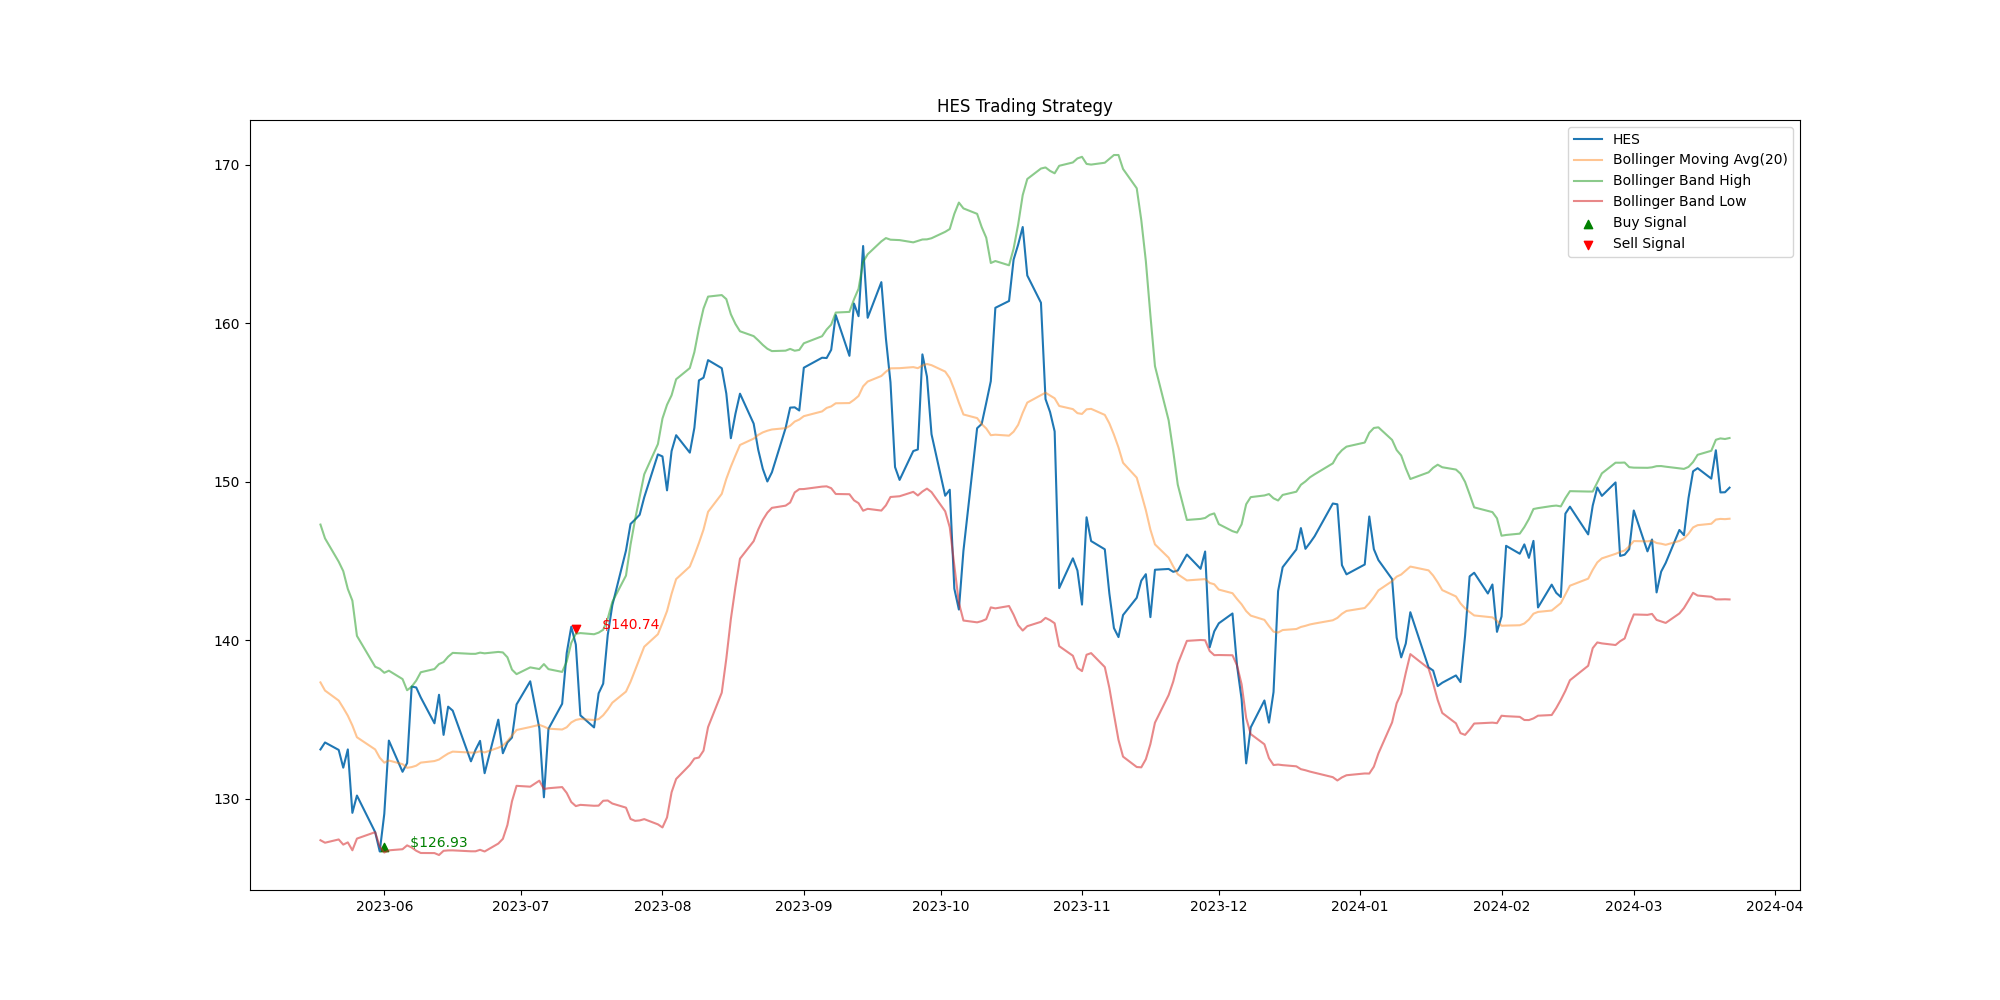 HES Trading Strategy
HES
Bollinger Moving Avg(20)
Bollinger Band High
Bollinger Band Low
Buy Signal
Sell Signal
170
160
150
140
130
$140.74
$126.93
2023-06
2023-07
2023-08
2023-09
2023-10
2023-11
2023-12
2024-01
2024-02
2024-03
2024-04